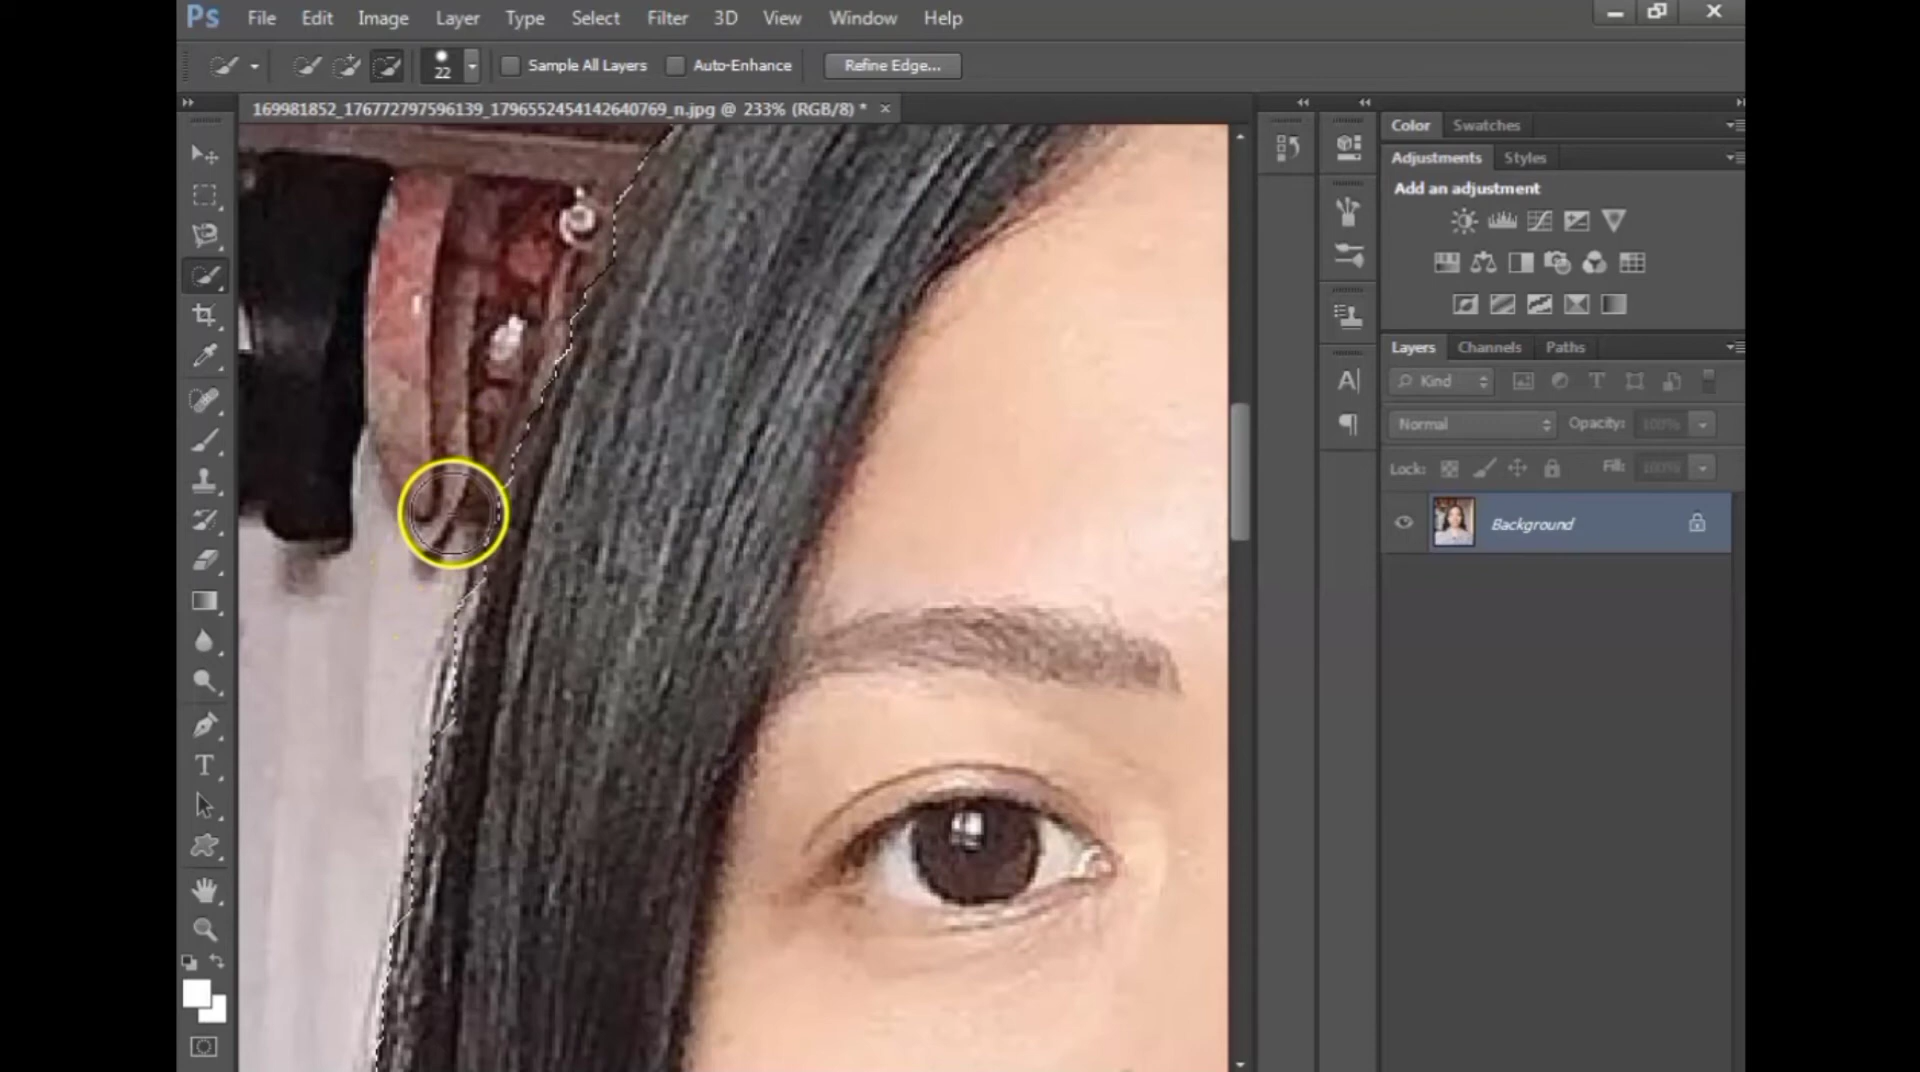 Ps File Edit Image Layer Type Select Filter 3D View Window Help
22 Sample All Layers Auto-Enhance Refine Edge...
169981852_176772797596139_1796552454142640769_n.jpg @ 233% (RGB/8) *
Color Swatches
Adjustments Styles
Add an adjustment
Layers Channels Paths
Kind
Normal Opacity: 100%
Lock: Fill: 100%
Background